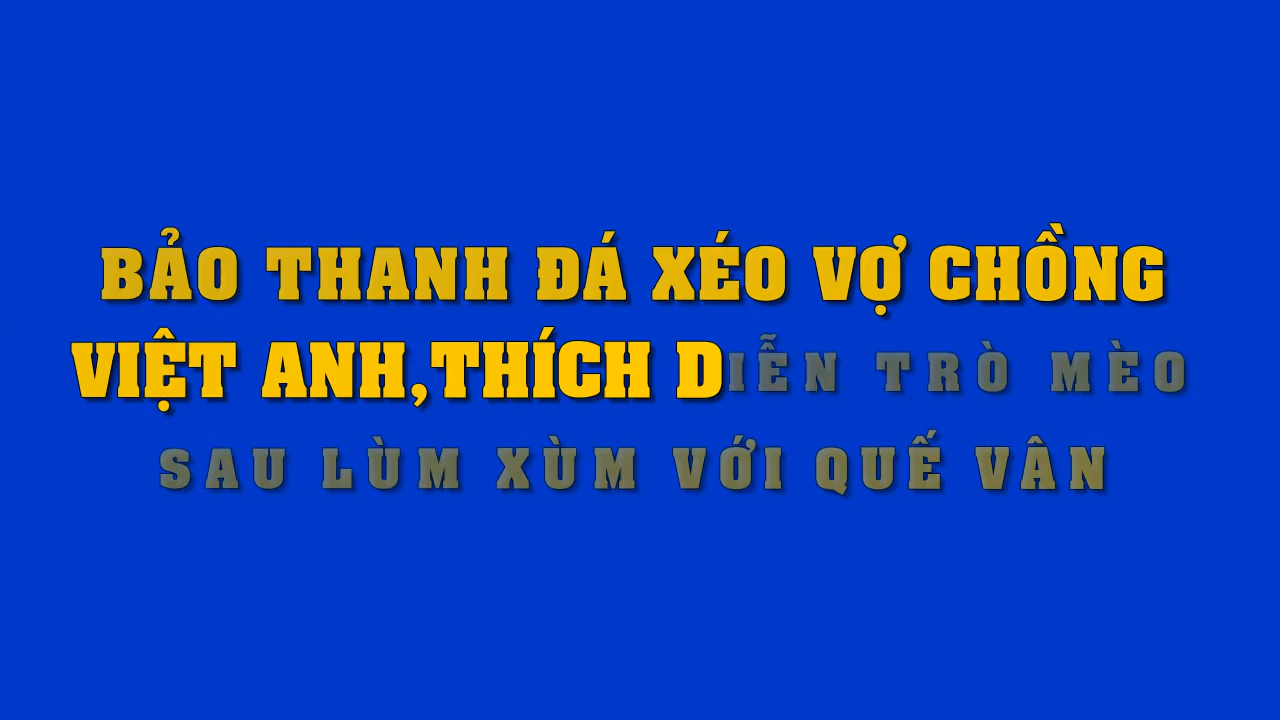 BẢO THANH ĐÁ XÉO VỢ CHỒNG
VIỆT ANH,THÍCH DIỄN TRÒ MÈO
SAU LÙM XÙM VỚI QUẾ VÂN